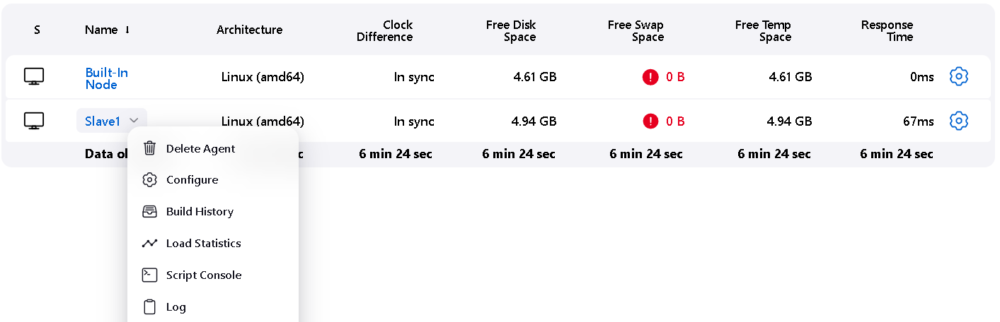 S Name ↓ Architecture Clock Difference Free Disk Space Free Swap Space Free Temp Space Response Time
Built-In Node Linux (amd64) In sync 4.61 GB 0 B 4.61 GB 0ms
Slave1 Linux (amd64) In sync 4.94 GB 0 B 4.94 GB 67ms
Data 6 min 24 sec 6 min 24 sec 6 min 24 sec 6 min 24 sec 6 min 24 sec
Delete Agent
Configure
Build History
Load Statistics
Script Console
Log